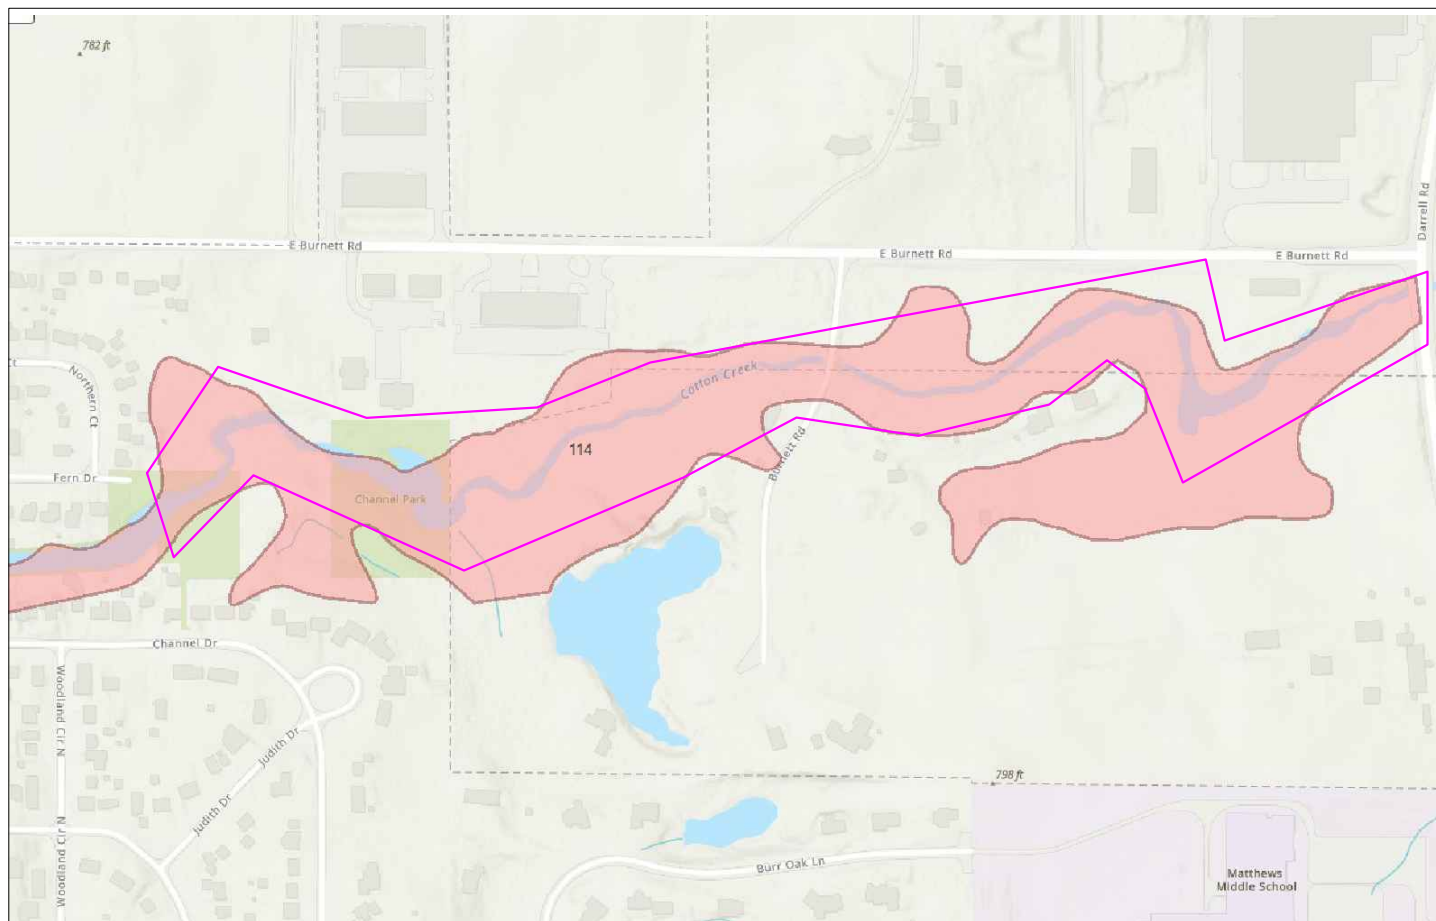 782 ft
E Burnett Rd
E Burnett Rd
E Burnett Rd
Darrell Rd
Ct
Northern Ct
Cotton Creek
114
Burnett Rd
Fern Dr
Channel Park
Channel Dr
Woodland Cir N
Judith Dr
Judith Dr
798 ft
Woodland Cir N
Burr Oak Ln
Matthews
Middle School